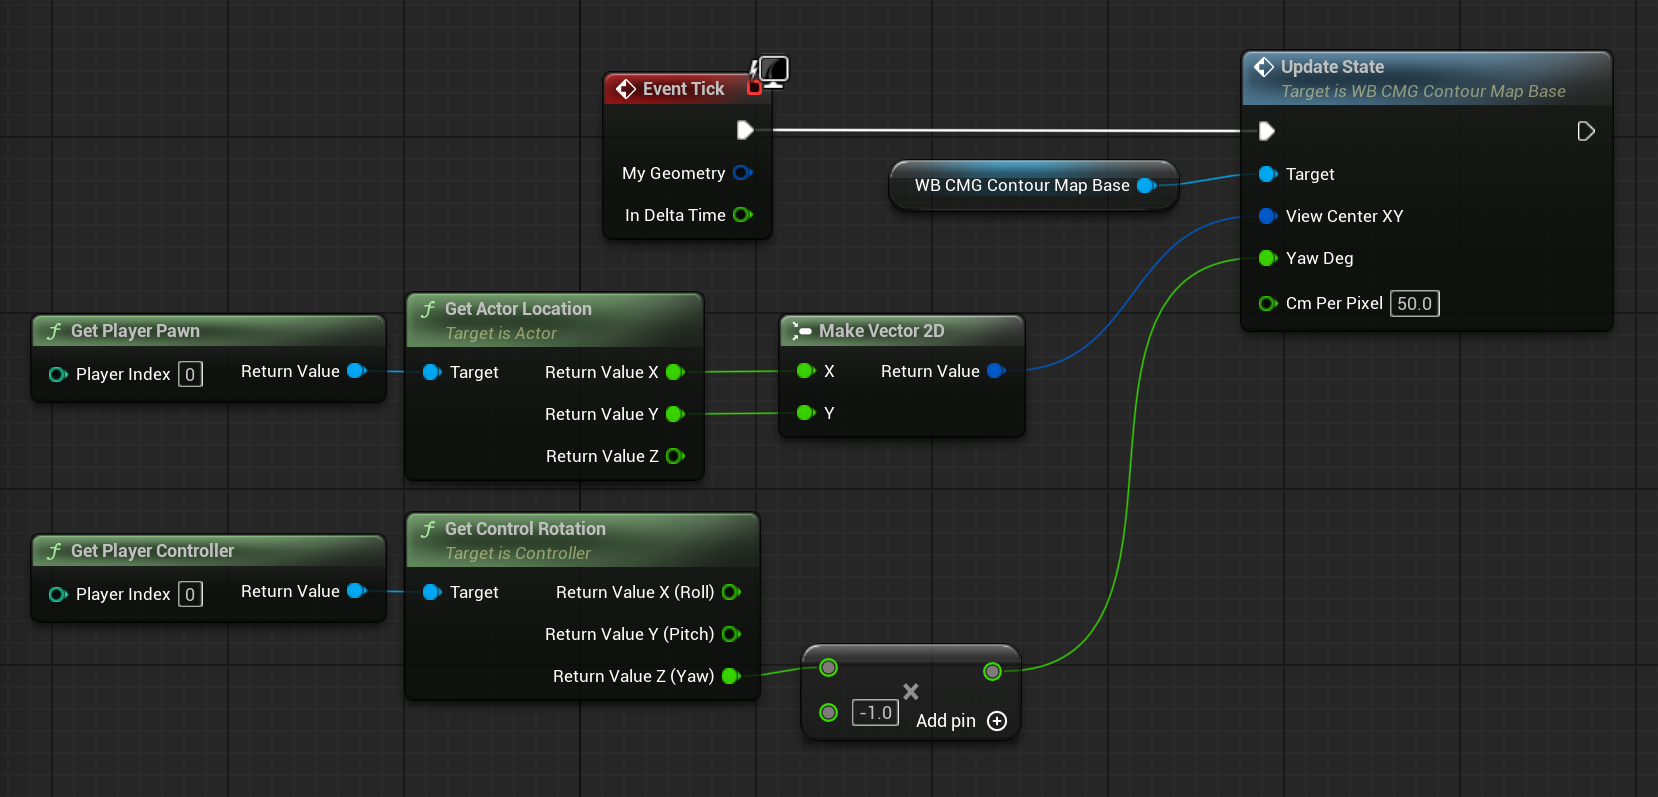 Event Tick
My Geometry
In Delta Time
WB CMG Contour Map Base
Update State
Target is WB CMG Contour Map Base
Target
View Center XY
Yaw Deg
Cm Per Pixel 50.0
Get Player Pawn
Player Index 0 Return Value
Get Actor Location
Target is Actor
Target Return Value X
Return Value Y
Return Value Z
Make Vector 2D
X Return Value
Y
Get Player Controller
Player Index 0 Return Value
Get Control Rotation
Target is Controller
Target Return Value X (Roll)
Return Value Y (Pitch)
Return Value Z (Yaw)
-1.0 Add pin